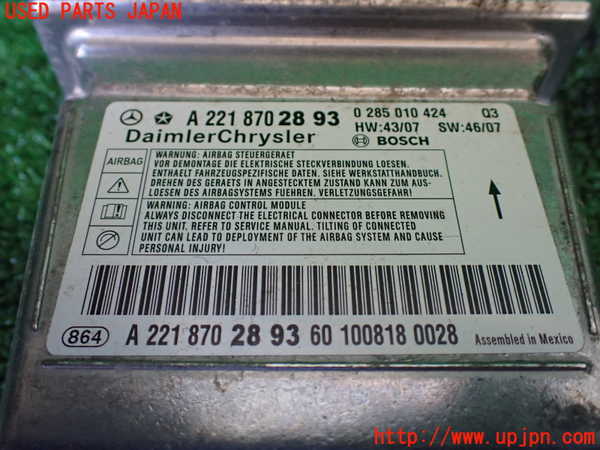 USED PARTS JAPAN
A 221 870 28 93 0 285 010 424 Q3
DaimlerChrysler HW:43/07 SW:46/07
BOSCH
AIRBAG
WARNUNG: AIRBAG STEUERGERAET
VOR DEMONTAGE DIE ELEKTRISCHE STECKVERBINDUNG LOESEN.
ENTHAELT FAHRZEUGSPEZIFISCHE DATEN. SIEHE WERKSTATTHANDBUCH.
DREHEN DES GERAETS IN ANGESTECKTEM ZUSTAND KANN ZUM AUS-
LOESEN DES AIRBAGSYSTEMS FUEHREN, VERLETZUNGSGEFAHR!
WARNING: AIRBAG CONTROL MODULE
ALWAYS DISCONNECT THE ELECTRICAL CONNECTOR BEFORE REMOVING
THIS UNIT. REFER TO SERVICE MANUAL. TILTING OF CONNECTED
UNIT CAN LEAD TO DEPLOYMENT OF THE AIRBAG SYSTEM AND CAUSE
PERSONAL INJURY!
864 A 221 870 28 93 60 100818 0028 Assembled in Mexico
http://www.upjpn.com/